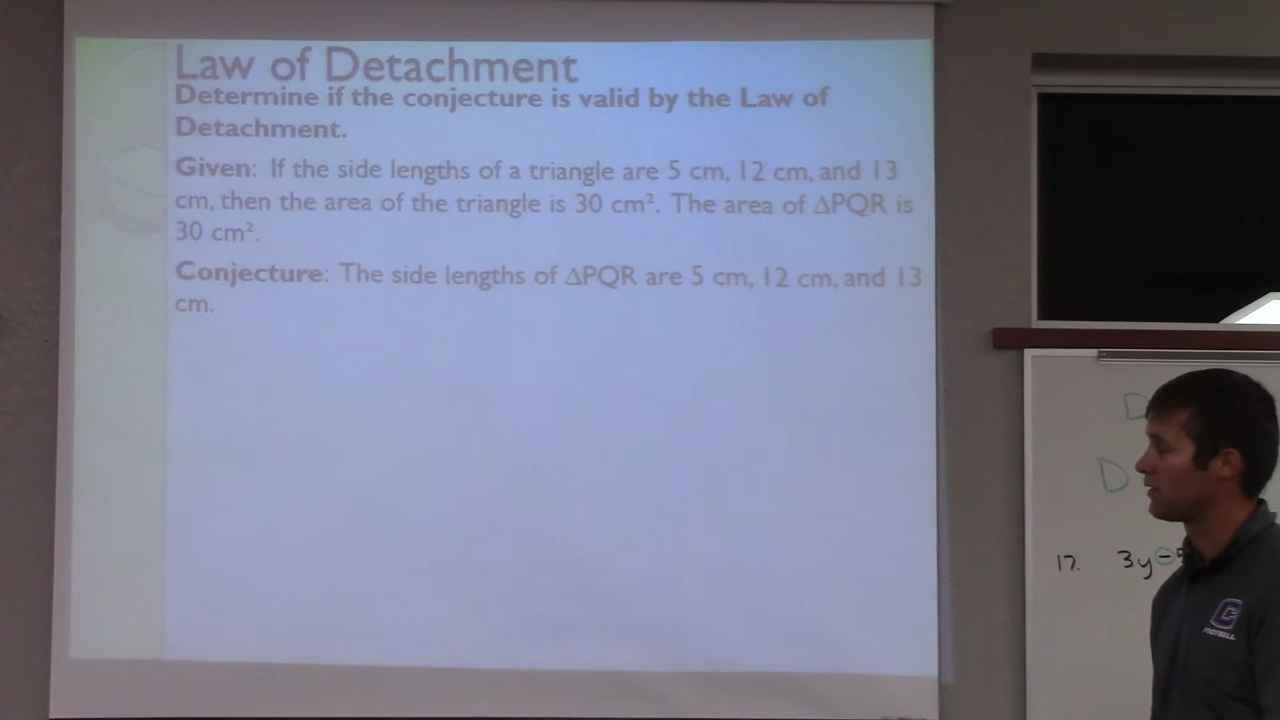 Law of Detachment
Determine if the conjecture is valid by the Law of
Detachment.
Given: If the side lengths of a triangle are 5 cm, 12 cm, and 13
cm, then the area of the triangle is 30 cm². The area of ΔPQR is
30 cm².
Conjecture: The side lengths of ΔPQR are 5 cm, 12 cm, and 13
cm.
D
D
17. 3y -
C
FOOTBALL